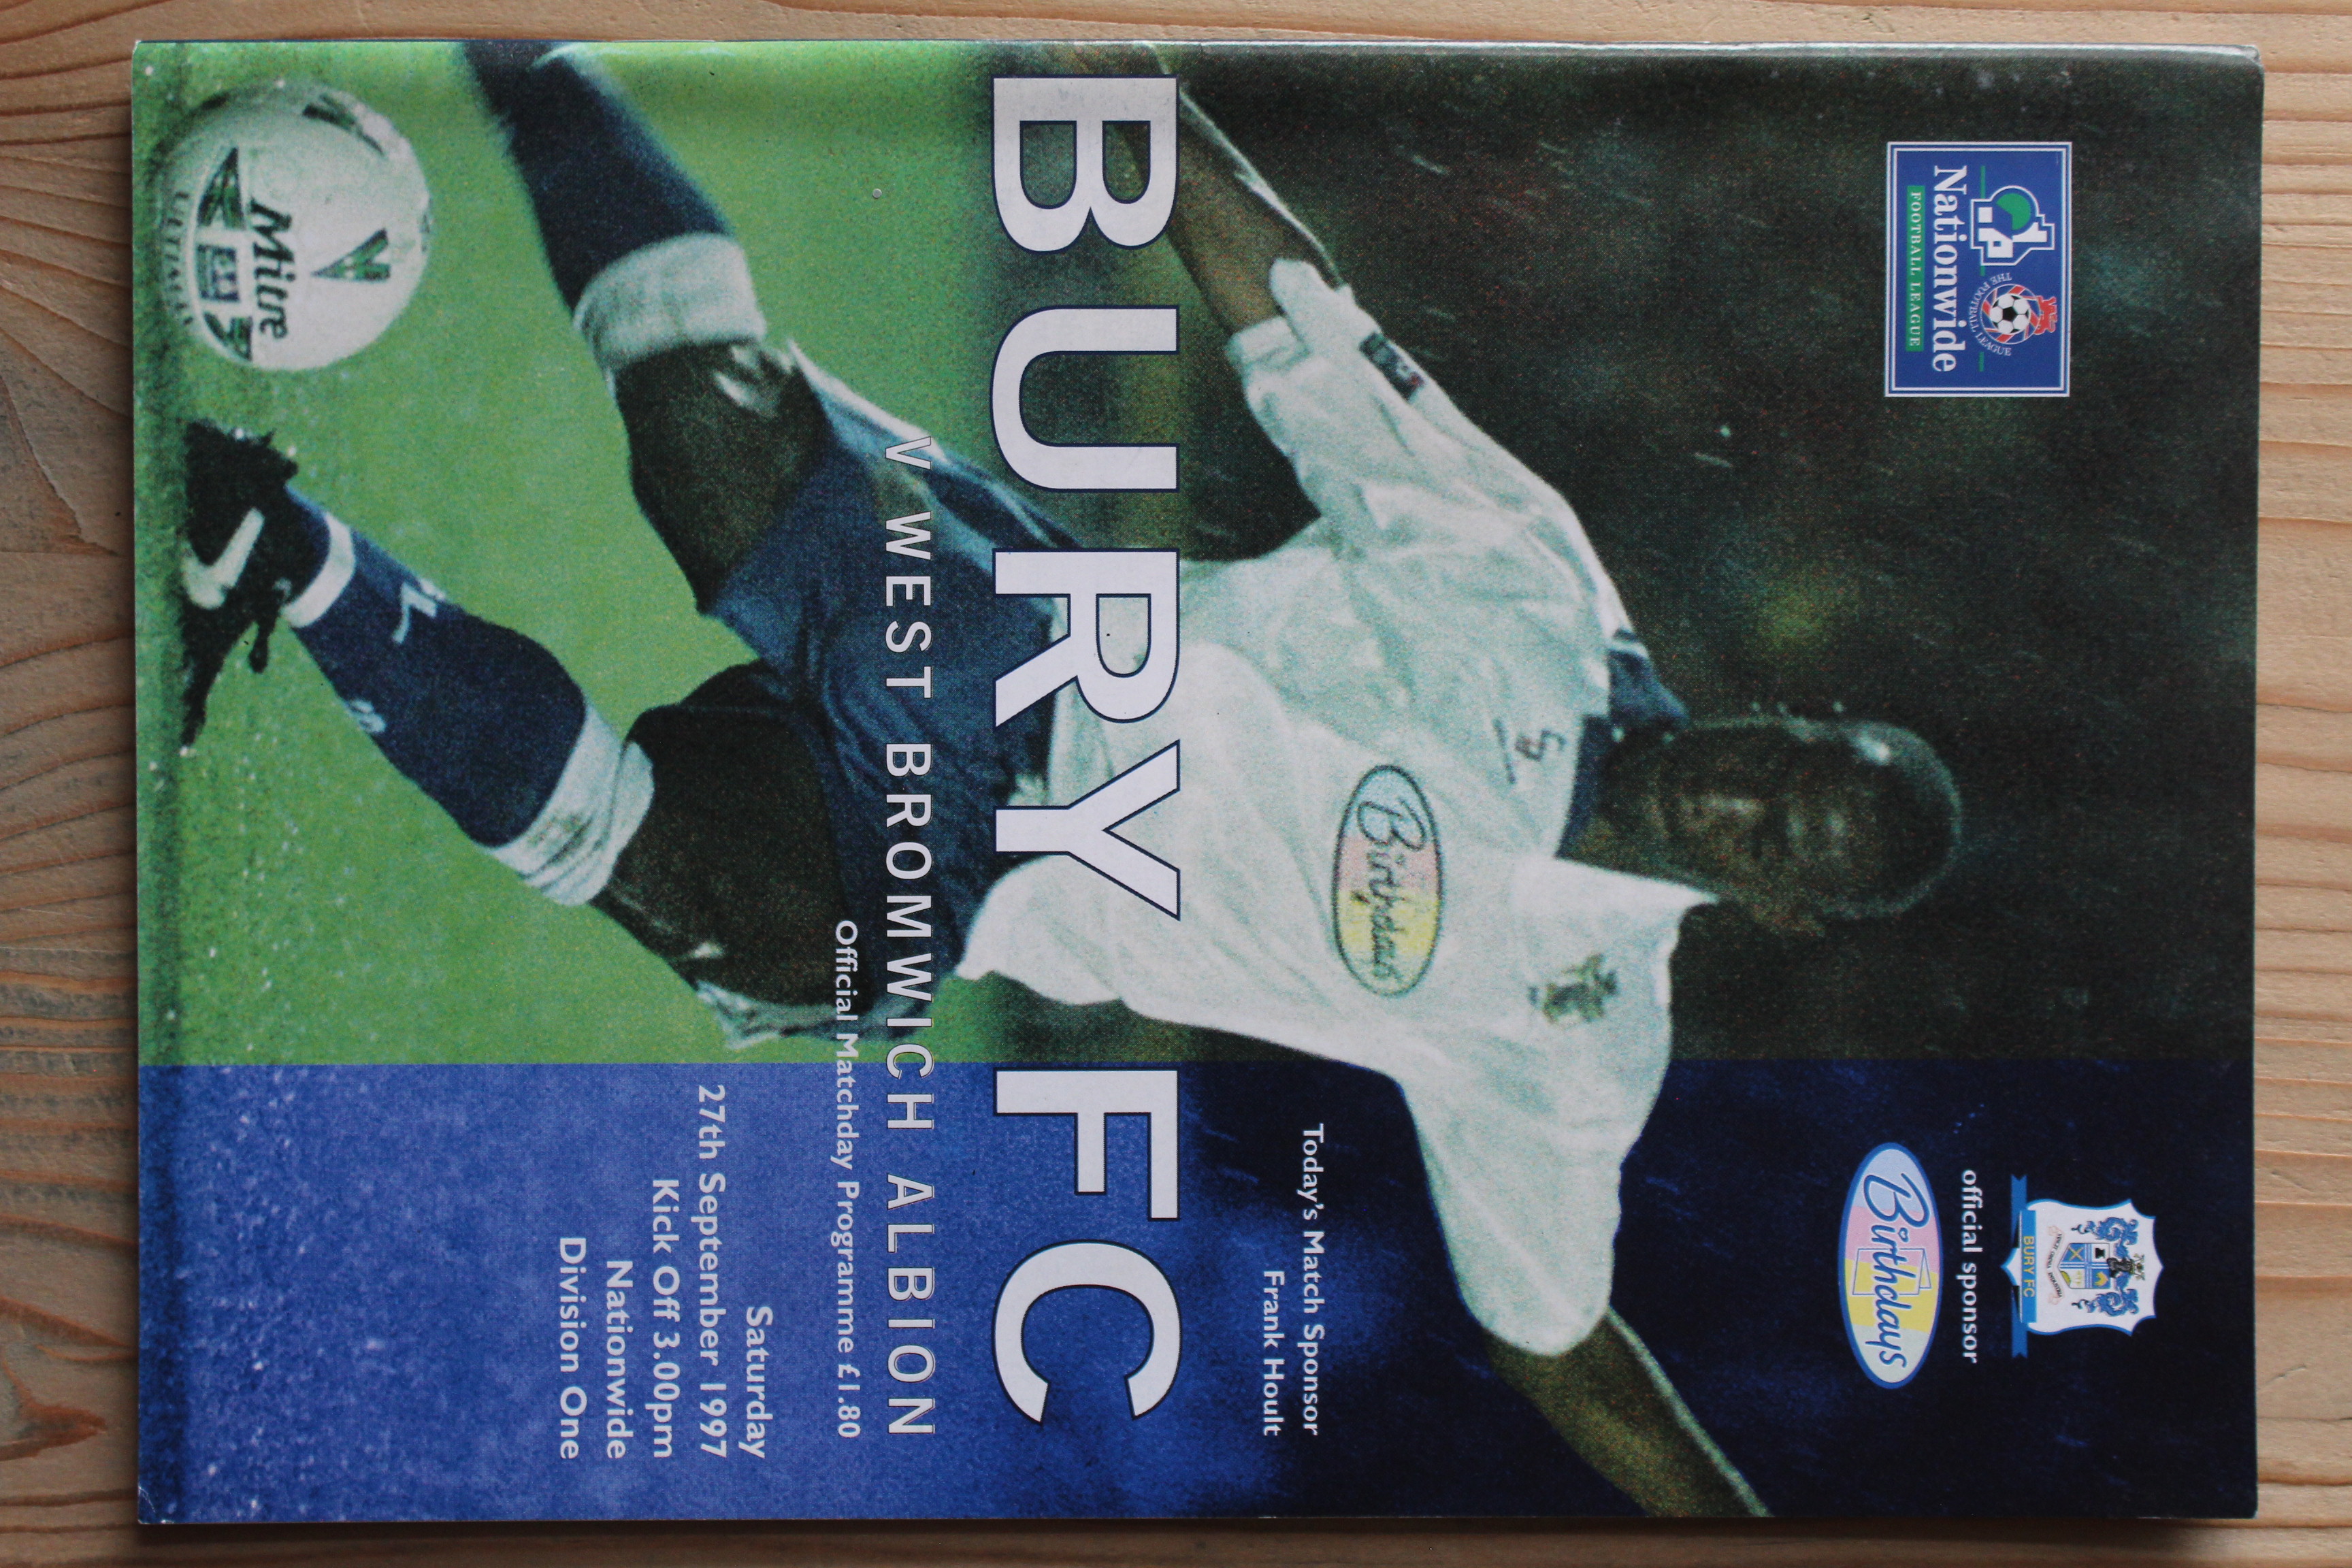 Nationwide
FOOTBALL LEAGUE
THE FOOTBALL LEAGUE
BURY FC
official sponsor
Birthdays
Birthdays
Today's Match Sponsor
Frank Hoult
BURY FC
V WEST BROMWICH ALBION
Official Matchday Programme £1.80
Saturday
27th September 1997
Kick Off 3.00pm
Nationwide
Division One
Mitre